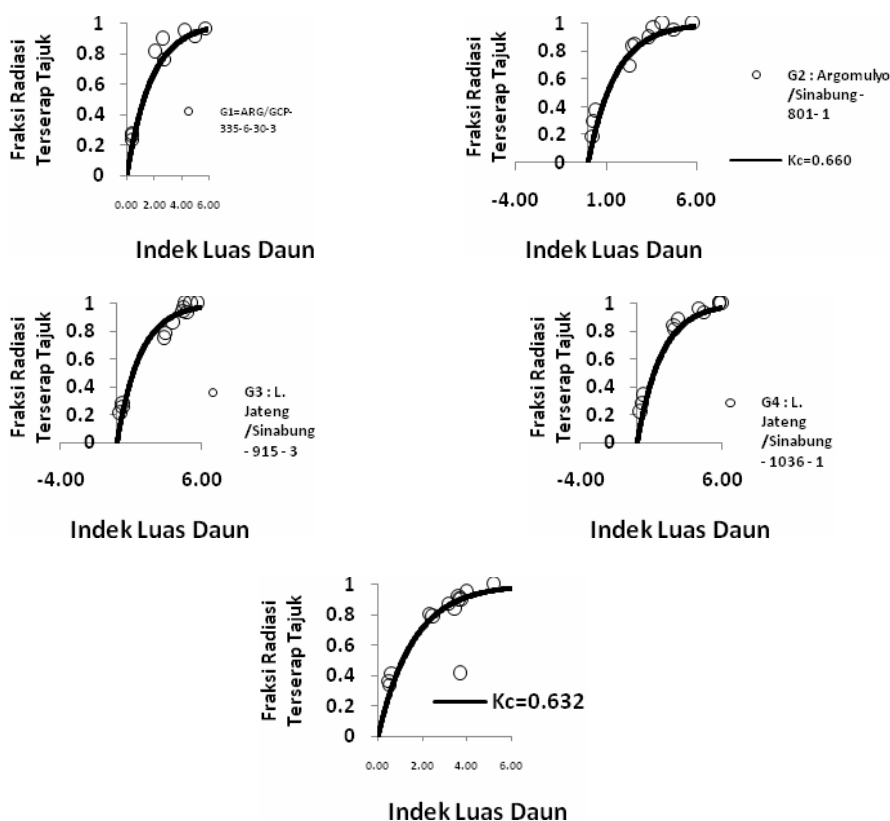 Fraksi Radiasi
Terserap Tajuk
1
0.8
0.6
0.4
0.2
0
0.00 2.00 4.00 6.00
Indek Luas Daun
G1=ARG/GCP-
335-6-30-3
Fraksi Radiasi
Terserap Tajuk
1
0.8
0.6
0.4
0.2
0
-4.00 1.00 6.00
Indek Luas Daun
G2 : Argomulyo
/Sinabung -
801- 1
Kc=0.660
Fraksi Radiasi
Terserap Tajuk
1
0.8
0.6
0.4
0.2
0
-4.00 6.00
Indek Luas Daun
G3 : L.
Jateng
/Sinabung
- 915 - 3
Fraksi Radiasi
Terserap Tajuk
1
0.8
0.6
0.4
0.2
0
-4.00 6.00
Indek Luas Daun
G4 : L.
Jateng
/Sinabung
- 1036 - 1
Fraksi Radiasi
Terserap Tajuk
1
0.8
0.6
0.4
0.2
0
0.00 2.00 4.00 6.00
Indek Luas Daun
Kc=0.632